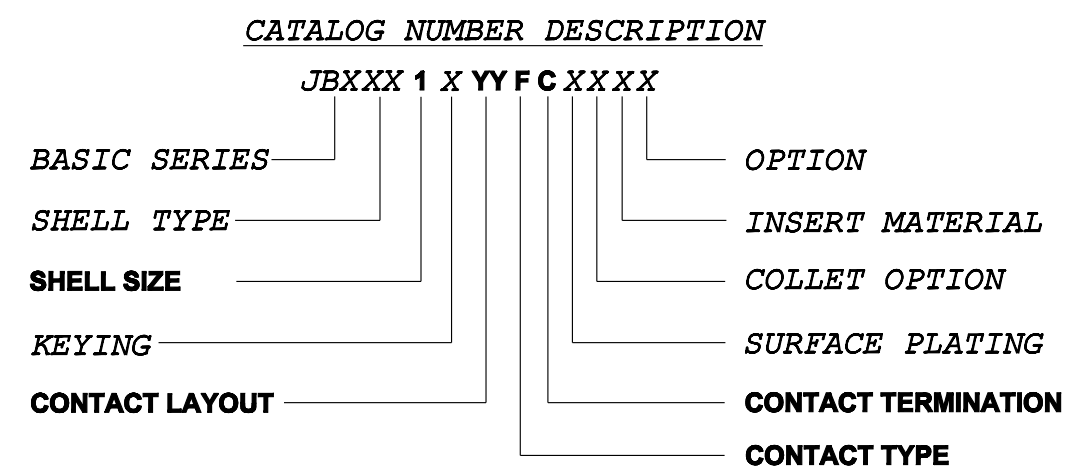 CATALOG NUMBER DESCRIPTION
JBXXX 1 X YY F C XXXX
BASIC SERIES
OPTION
SHELL TYPE
INSERT MATERIAL
SHELL SIZE
COLLET OPTION
KEYING
SURFACE PLATING
CONTACT LAYOUT
CONTACT TERMINATION
CONTACT TYPE